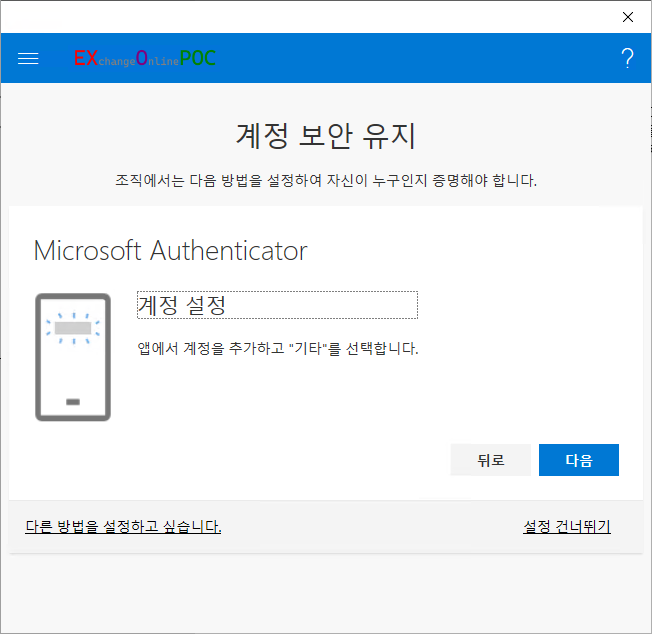 EXchangeOnlinePOC
?
계정 보안 유지
조직에서는 다음 방법을 설정하여 자신이 누구인지 증명해야 합니다.
Microsoft Authenticator
계정 설정
앱에서 계정을 추가하고 "기타"를 선택합니다.
뒤로 다음
다른 방법을 설정하고 싶습니다. 설정 건너뛰기